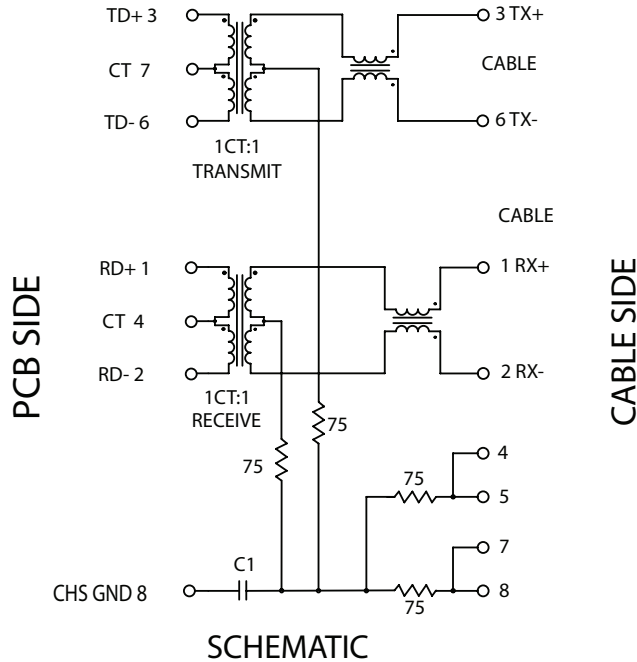 TD+ 3
3 TX+
CT 7
CABLE
TD- 6
6 TX-
1CT:1
TRANSMIT
CABLE
RD+ 1
1 RX+
PCB SIDE
CT 4
CABLE SIDE
RD- 2
2 RX-
1CT:1
RECEIVE
75
75
4
75
5
7
C1
CHS GND 8
8
75
SCHEMATIC